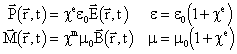 P⃗(r⃗,t) = χᵉε₀E⃗(r⃗,t) ε = ε₀(1+χᵉ)
M⃗(r⃗,t) = χᵐμ₀B⃗(r⃗,t) μ = μ₀(1+χᵉ)